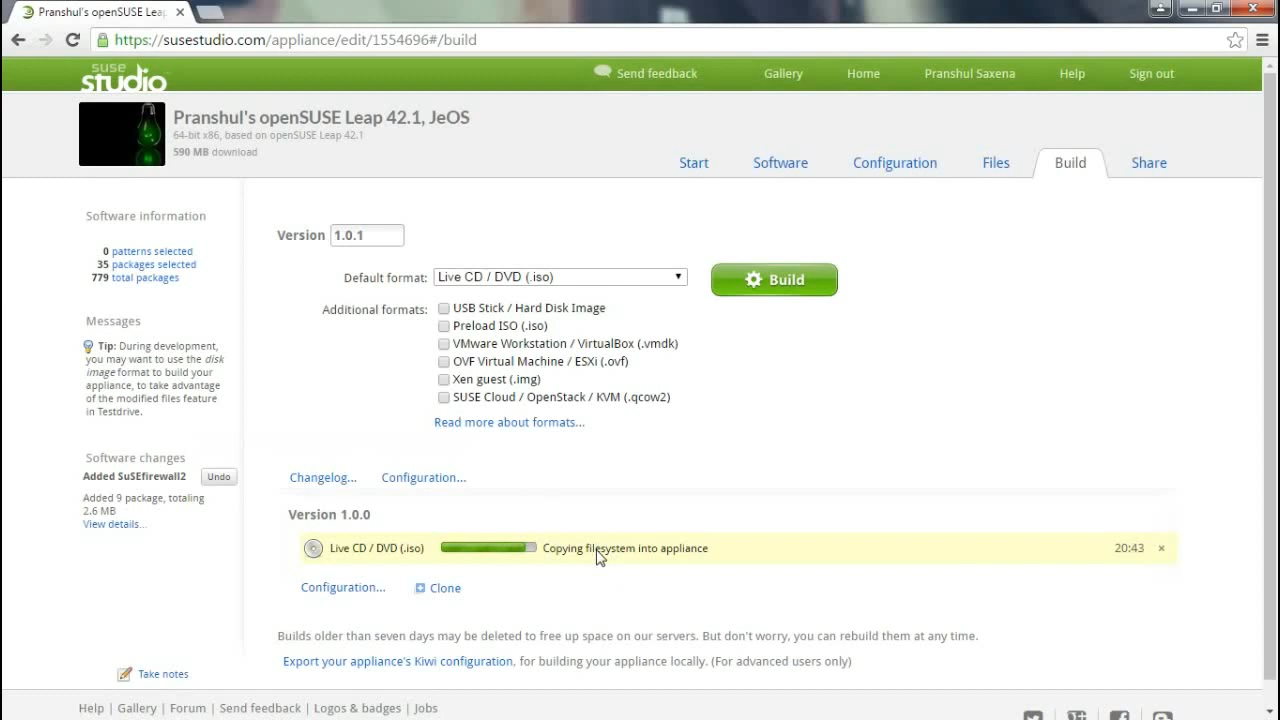 Pranshul's openSUSE Lea
https://susestudio.com/appliance/edit/1554696#/build
suse studio
Send feedback Gallery Home Pranshul Saxena Help Sign out
Pranshul's openSUSE Leap 42.1, JeOS
64-bit x86, based on openSUSE Leap 42.1
590 MB download
Start Software Configuration Files Build Share
Software information
0 patterns selected
35 packages selected
779 total packages
Messages
Tip: During development,
you may want to use the disk
image format to build your
appliance, to take advantage
of the modified files feature
in Testdrive.
Software changes
Added SuSEfirewall2 Undo
Added 9 package, totaling
2.6 MB
View details...
Take notes
Version 1.0.1
Default format: Live CD / DVD (.iso) Build
Additional formats: USB Stick / Hard Disk Image
Preload ISO (.iso)
VMware Workstation / VirtualBox (.vmdk)
OVF Virtual Machine / ESXi (.ovf)
Xen guest (.img)
SUSE Cloud / OpenStack / KVM (.qcow2)
Read more about formats...
Changelog... Configuration...
Version 1.0.0
Live CD / DVD (.iso) Copying filesystem into appliance 20:43 ×
Configuration... Clone
Builds older than seven days may be deleted to free up space on our servers. But don't worry, you can rebuild them at any time.
Export your appliance's Kiwi configuration, for building your appliance locally. (For advanced users only)
Help | Gallery | Forum | Send feedback | Logos & badges | Jobs